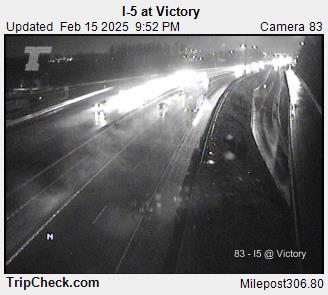 I-5 at Victory
Updated Feb 15 2025 9:52 PM Camera 83
T
N
83 - I5 @ Victory
TripCheck.com Milepost306.80